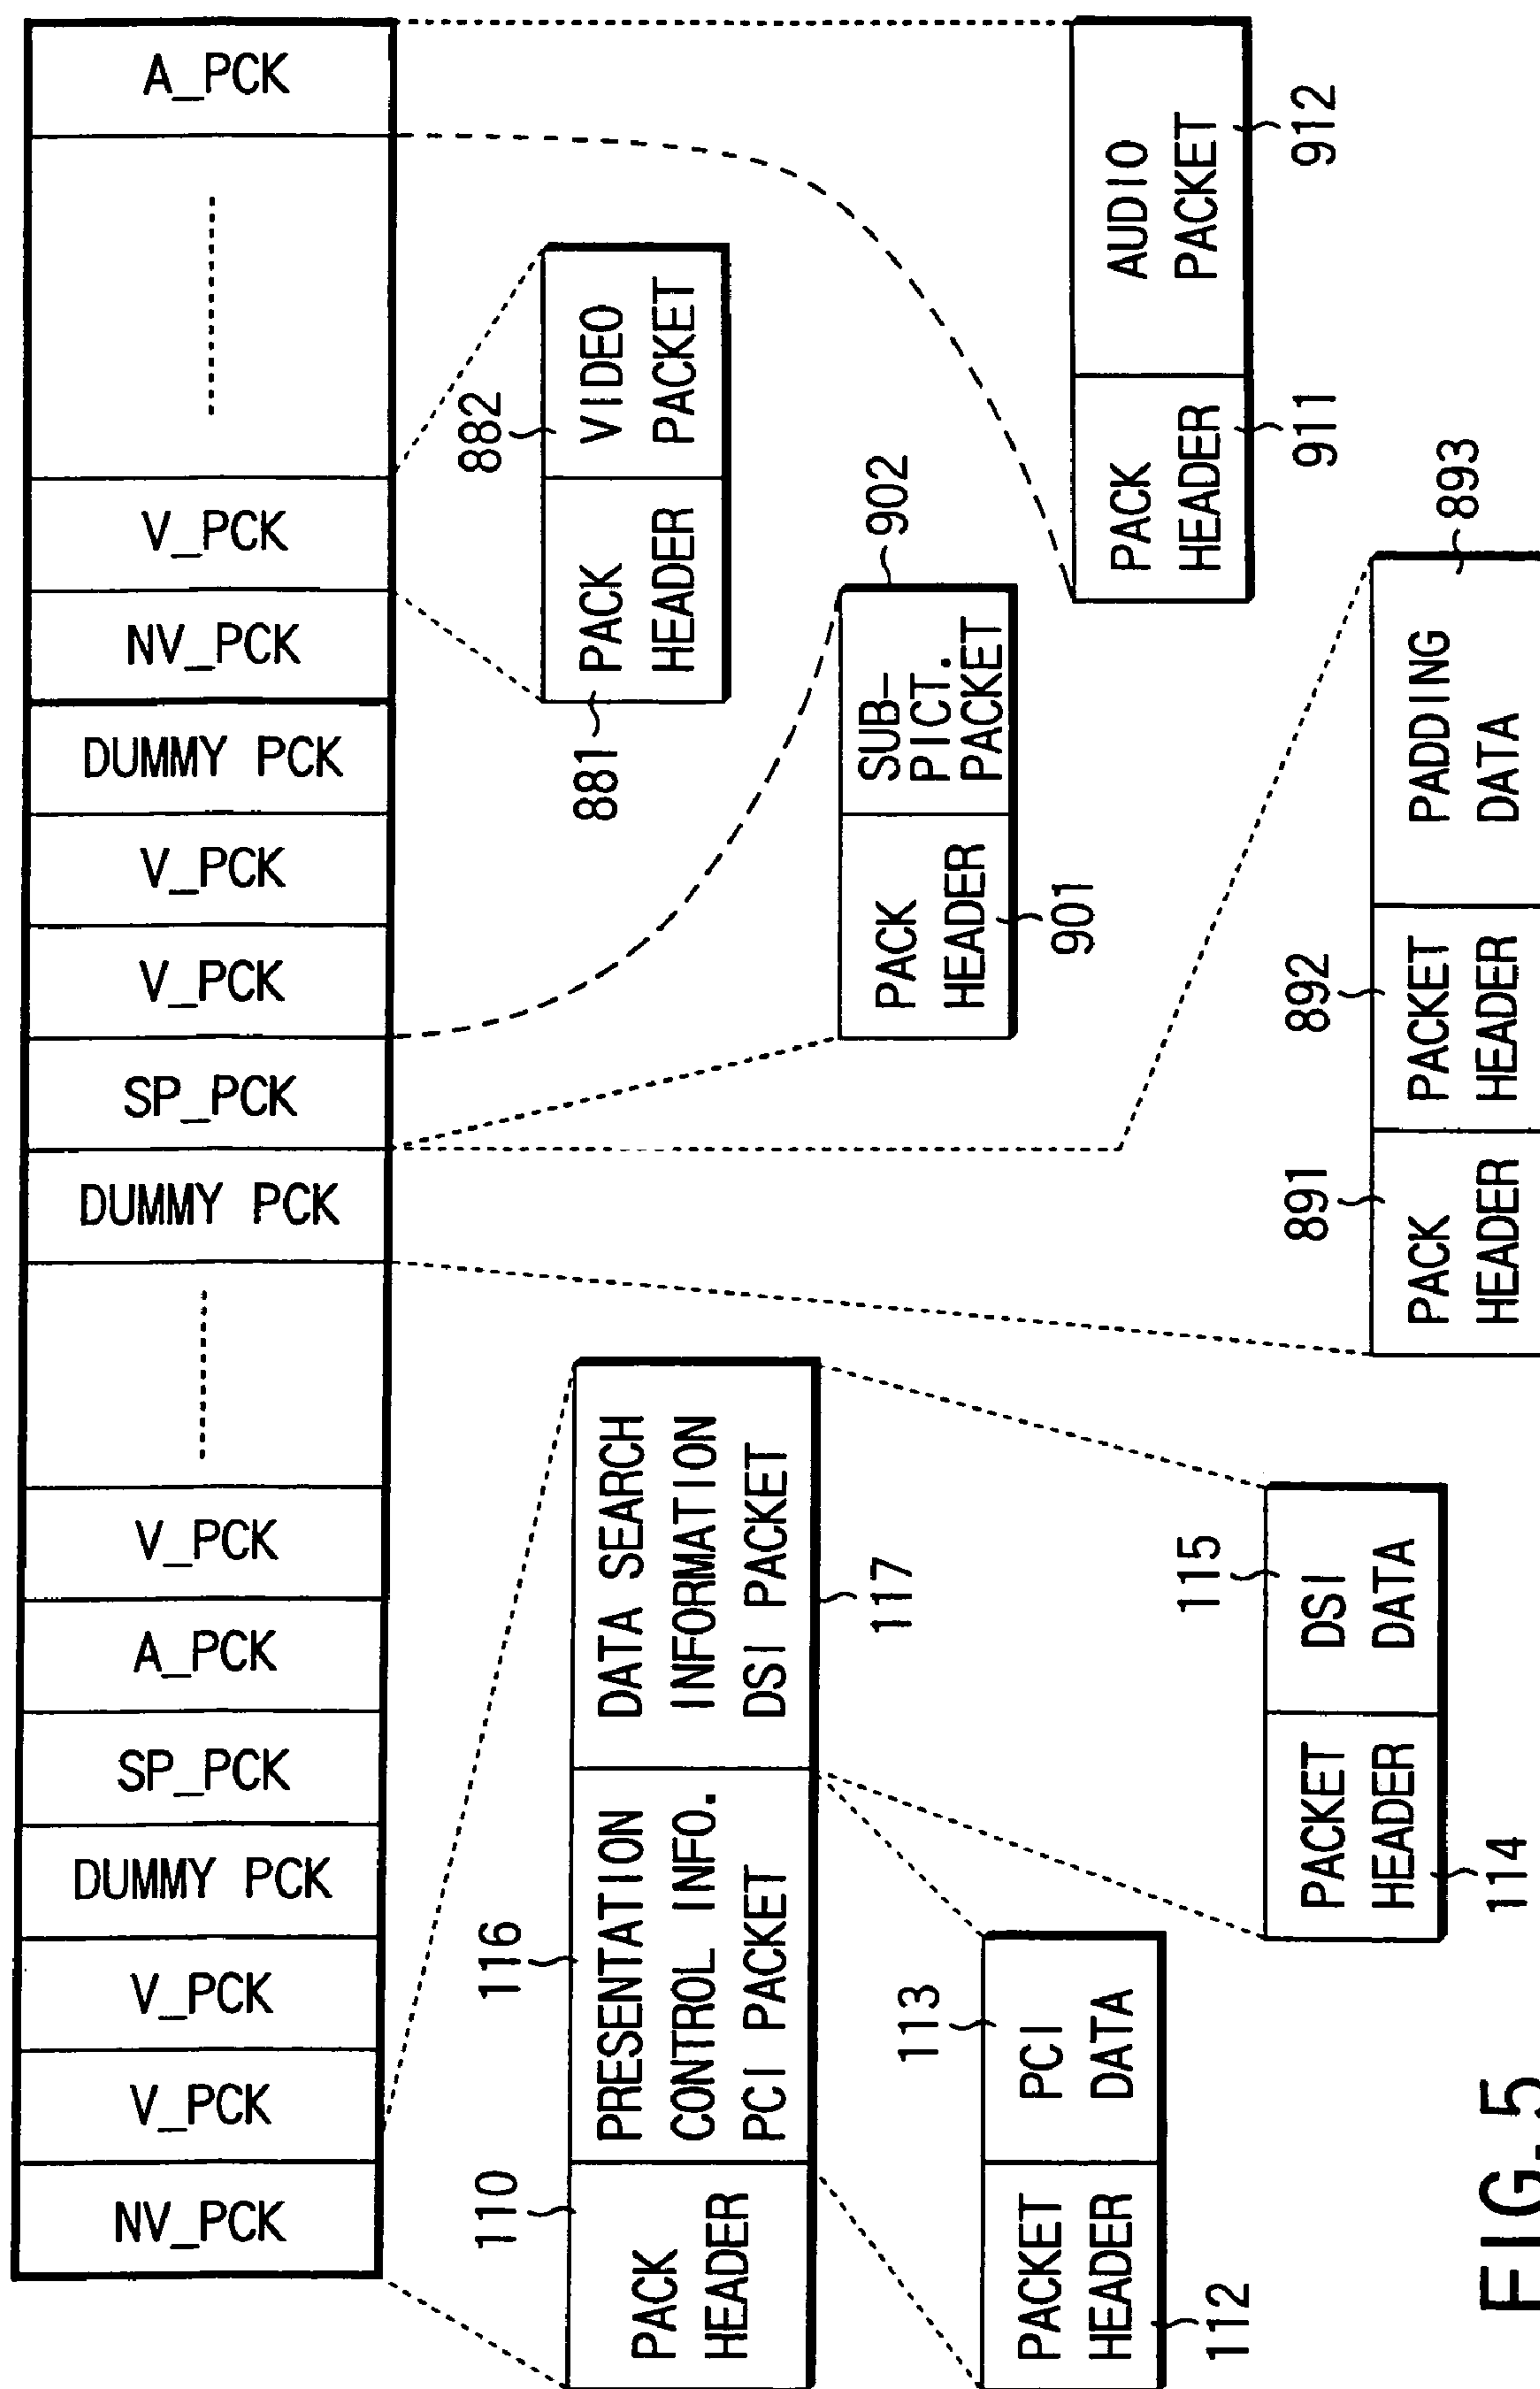 NV_PCK
V_PCK
V_PCK
DUMMY PCK
SP_PCK
A_PCK
V_PCK
DUMMY PCK
SP_PCK
V_PCK
V_PCK
DUMMY PCK
NV_PCK
V_PCK
A_PCK
110
116
PACK
HEADER
PRESENTATION
CONTROL INFO.
PCI PACKET
DATA SEARCH
INFORMATION
DSI PACKET
117
881
882
PACK
HEADER
VIDEO
PACKET
PACK
HEADER
SUB-
PICT.
PACKET
901
902
112
113
PACKET
HEADER
PCI
DATA
PACK
HEADER
AUDIO
PACKET
911
912
114
115
PACKET
HEADER
DSI
DATA
891
892
893
PACK
HEADER
PACKET
HEADER
PADDING
DATA
FIG.5